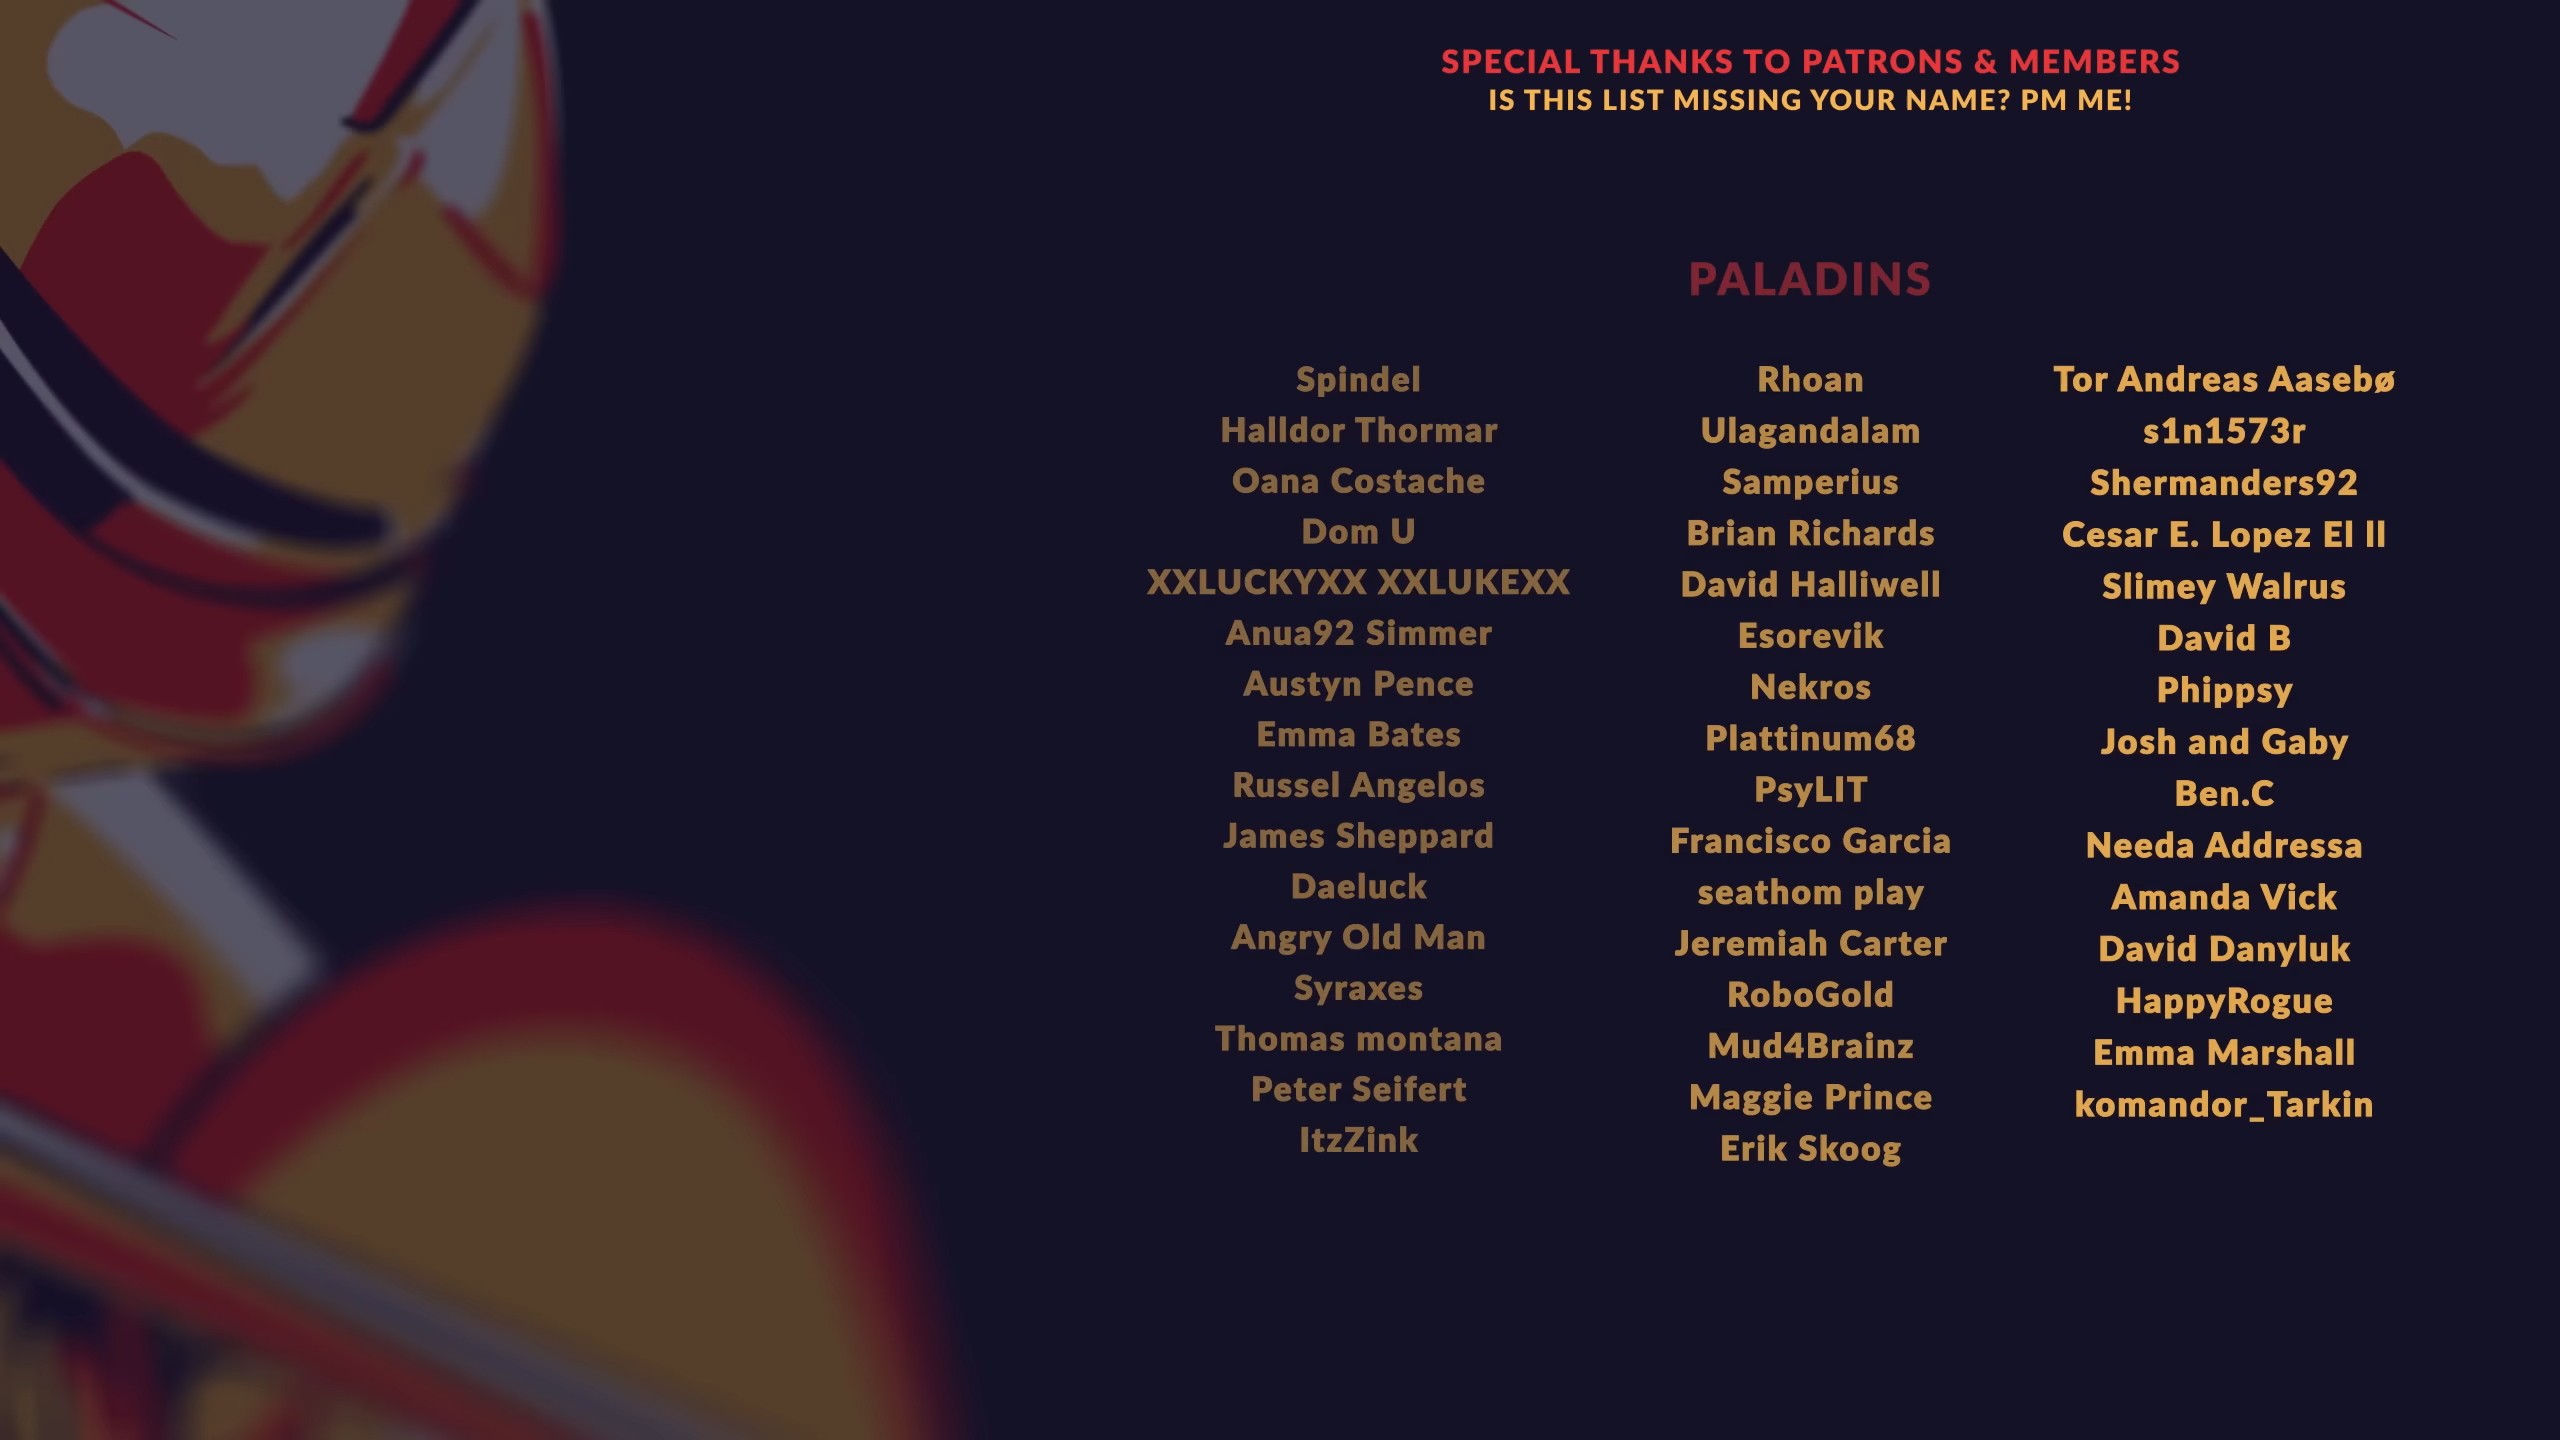 SPECIAL THANKS TO PATRONS & MEMBERS
IS THIS LIST MISSING YOUR NAME? PM ME!
PALADINS
Spindel
Halldor Thormar
Oana Costache
Dom U
XXLUCKYXX XXLUKEXX
Anua92 Simmer
Austyn Pence
Emma Bates
Russel Angelos
James Sheppard
Daeluck
Angry Old Man
Syraxes
Thomas montana
Peter Seifert
ItzZink
Rhoan
Ulagandalam
Samperius
Brian Richards
David Halliwell
Esorevik
Nekros
Plattinum68
PsyLIT
Francisco Garcia
seathom play
Jeremiah Carter
RoboGold
Mud4Brainz
Maggie Prince
Erik Skoog
Tor Andreas Aasebø
s1n1573r
Shermanders92
Cesar E. Lopez El ll
Slimey Walrus
David B
Phippsy
Josh and Gaby
Ben.C
Needa Addressa
Amanda Vick
David Danyluk
HappyRogue
Emma Marshall
komandor_Tarkin